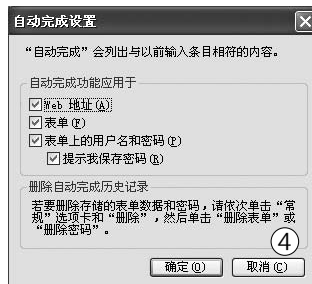 自动完成设置
“自动完成”会列出与以前输入条目相符的内容。
自动完成功能应用于
Web 地址(A)
表单(F)
表单上的用户名和密码(P)
提示我保存密码(R)
删除自动完成历史记录
若要删除存储的表单数据和密码，请依次单击“常
规”选项卡和“删除”，然后单击“删除表单”或
“删除密码”。
④
确定(O) 取消(C)